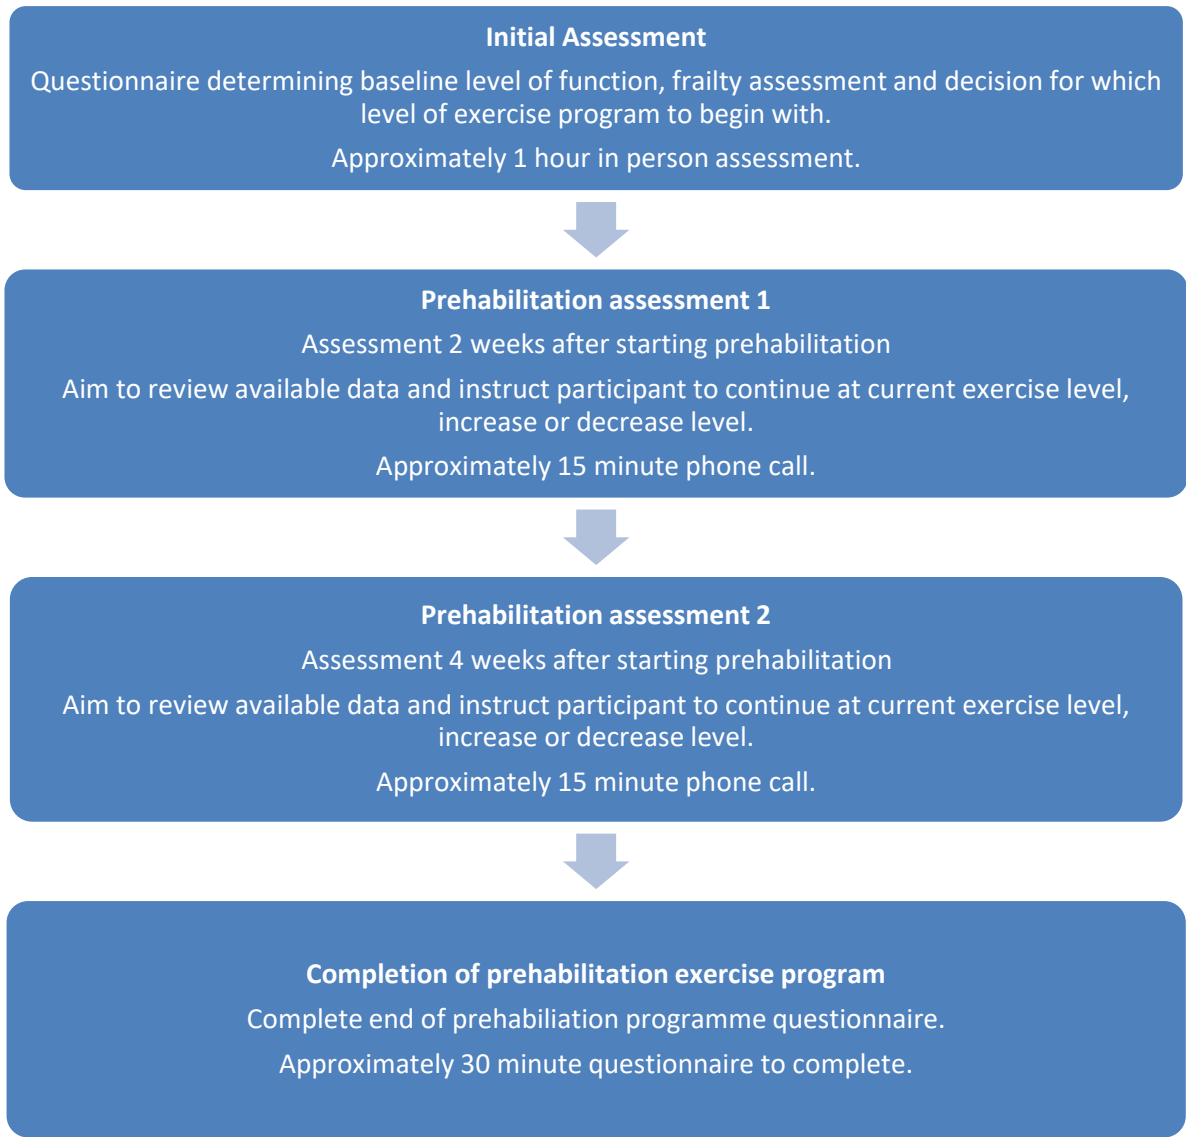 Initial Assessment
Questionnaire determining baseline level of function, frailty assessment and decision for which
level of exercise program to begin with.
Approximately 1 hour in person assessment.
Prehabilitation assessment 1
Assessment 2 weeks after starting prehabilitation
Aim to review available data and instruct participant to continue at current exercise level,
increase or decrease level.
Approximately 15 minute phone call.
Prehabilitation assessment 2
Assessment 4 weeks after starting prehabilitation
Aim to review available data and instruct participant to continue at current exercise level,
increase or decrease level.
Approximately 15 minute phone call.
Completion of prehabilitation exercise program
Complete end of prehabiliation programme questionnaire.
Approximately 30 minute questionnaire to complete.